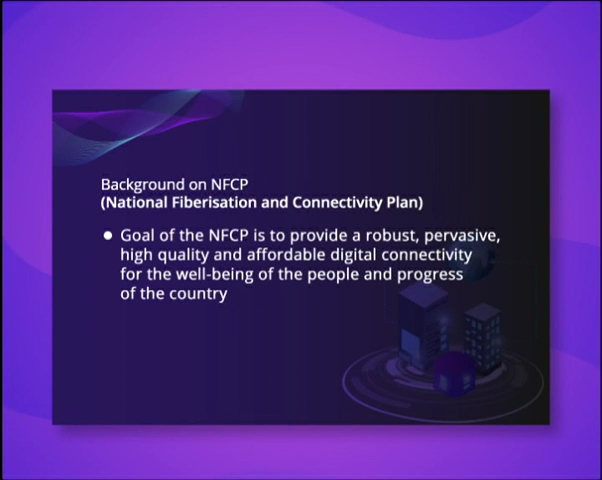 Background on NFCP
(National Fiberisation and Connectivity Plan)
● Goal of the NFCP is to provide a robust, pervasive,
high quality and affordable digital connectivity
for the well-being of the people and progress
of the country